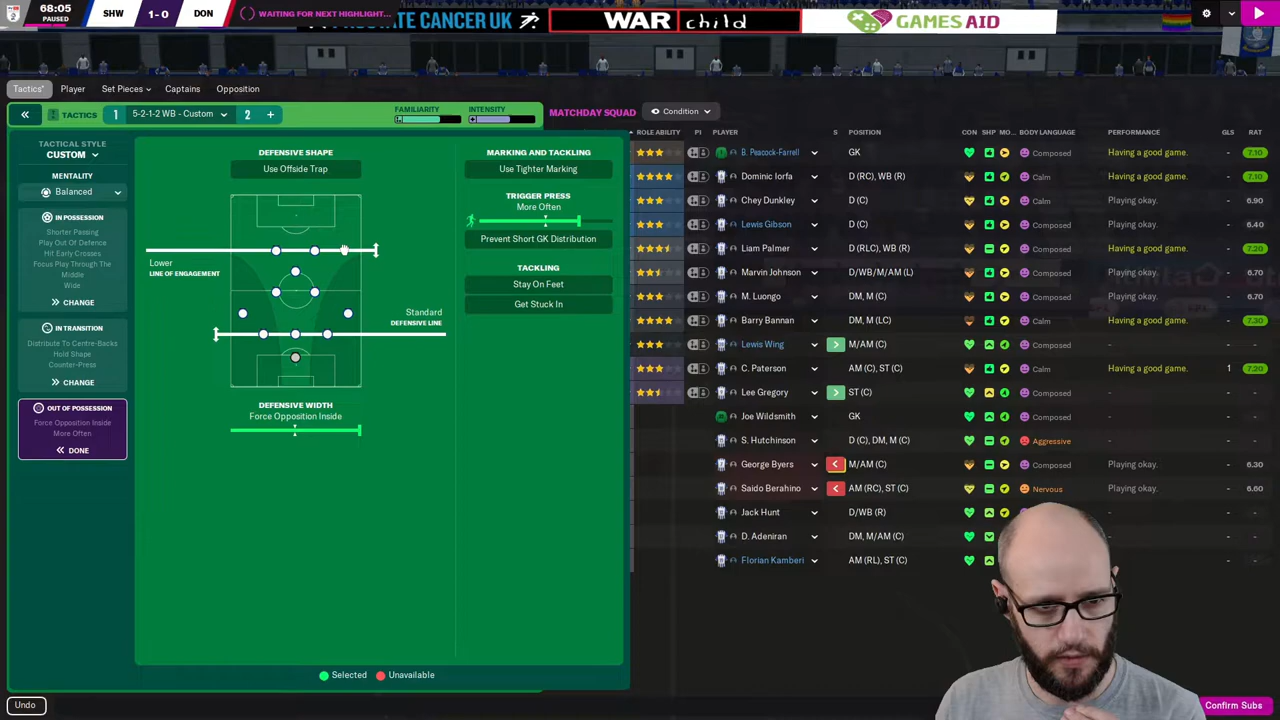 68:05
PAUSED
SHW 1 - 0 DON
WAITING FOR NEXT HIGHLIGHT...
ATE CANCER UK
WAR child
GAMES AID
Tactics* Player Set Pieces Captains Opposition
TACTICS 1 5-2-1-2 WB - Custom 2 +
FAMILIARITY
INTENSITY
MATCHDAY SQUAD Condition
TACTICAL STYLE
CUSTOM
MENTALITY
Balanced
IN POSSESSION
Shorter Passing
Play Out Of Defence
Hit Early Crosses
Focus Play Through The
Middle
Wide
CHANGE
IN TRANSITION
Distribute To Centre-Backs
Hold Shape
Counter-Press
CHANGE
OUT OF POSSESSION
Force Opposition Inside
More Often
DONE
DEFENSIVE SHAPE
Use Offside Trap
Lower
LINE OF ENGAGEMENT
Standard
DEFENSIVE LINE
DEFENSIVE WIDTH
Force Opposition Inside
MARKING AND TACKLING
Use Tighter Marking
TRIGGER PRESS
More Often
Prevent Short GK Distribution
TACKLING
Stay On Feet
Get Stuck In
Selected Unavailable
ROLE ABILITY PI PLAYER S POSITION CON SHP MO... BODY LANGUAGE PERFORMANCE GLS RAT
B. Peacock-Farrell GK Composed Having a good game. - 7.10
Dominic Iorfa D (RC), WB (R) Calm Having a good game. - 7.10
Chey Dunkley D (C) Composed Playing okay. - 6.90
Lewis Gibson D (C) Composed Playing okay. - 6.40
Liam Palmer D (RLC), WB (R) Composed Having a good game. - 7.20
Marvin Johnson D/WB/M/AM (L) Composed Playing okay. - 6.70
M. Luongo DM, M (C) Composed Playing okay. - 6.70
Barry Bannan DM, M (LC) Calm Having a good game. - 7.30
Lewis Wing M/AM (C) Composed - - -
C. Paterson AM (C), ST (C) Calm Having a good game. 1 7.20
Lee Gregory ST (C) Composed - - -
Joe Wildsmith GK Composed - - -
S. Hutchinson D (C), DM, M (C) Aggressive - - -
George Byers M/AM (C) Composed Playing okay. - 6.30
Saido Berahino AM (RC), ST (C) Nervous Playing okay. - 6.60
Jack Hunt D/WB (R)
D. Adeniran DM, M/AM (C)
Florian Kamberi AM (RL), ST (C)
Undo
Confirm Subs